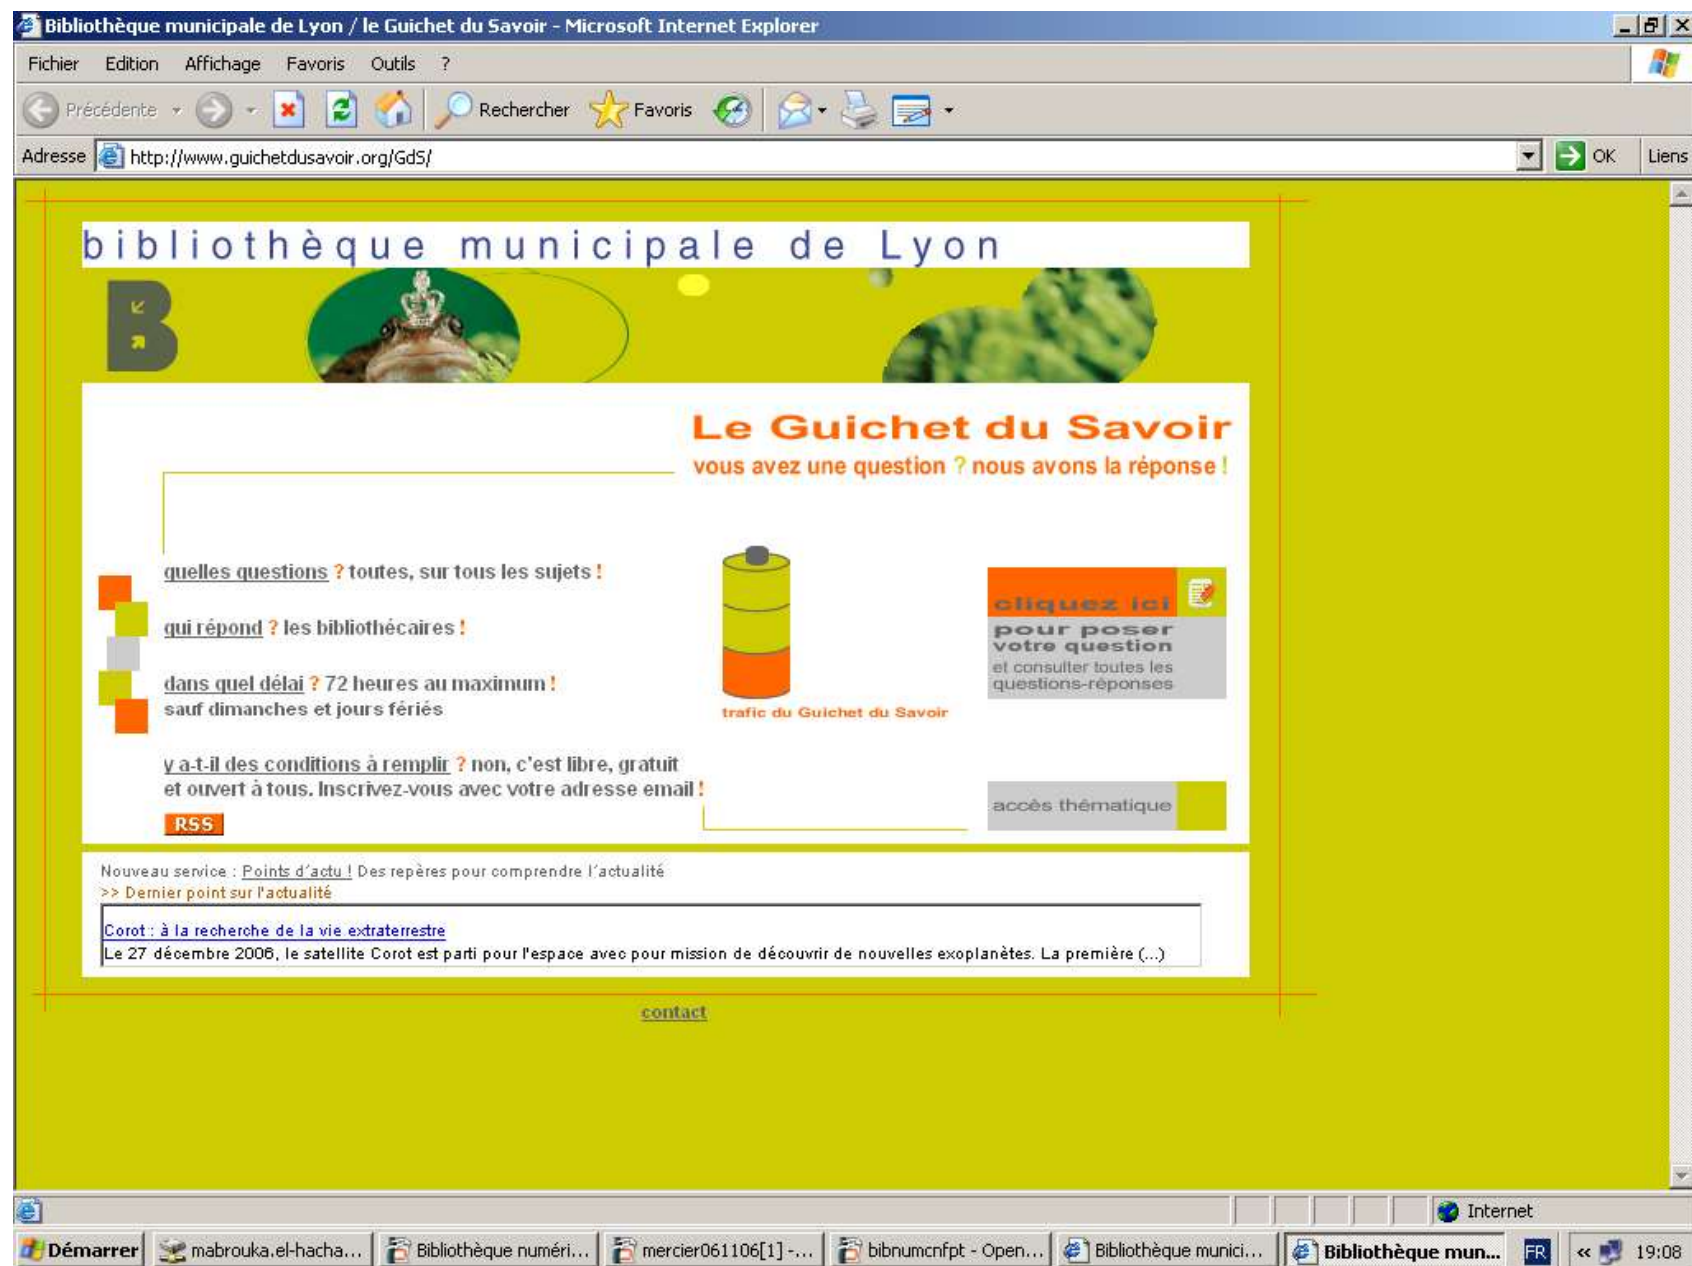 Bibliothèque municipale de Lyon / le Guichet du Savoir - Microsoft Internet Explorer
Fichier Edition Affichage Favoris Outils ?
Précédente Rechercher Favoris
Adresse http://www.guichetdusavoir.org/GdS/ OK Liens
bibliothèque municipale de Lyon
B
Le Guichet du Savoir
vous avez une question ? nous avons la réponse !
quelles questions ? toutes, sur tous les sujets !
qui répond ? les bibliothécaires !
dans quel délai ? 72 heures au maximum !
sauf dimanches et jours fériés
y a-t-il des conditions à remplir ? non, c'est libre, gratuit
et ouvert à tous. Inscrivez-vous avec votre adresse email !
RSS
trafic du Guichet du Savoir
cliquez ici
pour poser
votre question
et consulter toutes les
questions-réponses
accès thématique
Nouveau service : Points d'actu ! Des repères pour comprendre l'actualité
>> Dernier point sur l'actualité
Corot : à la recherche de la vie extraterrestre
Le 27 décembre 2006, le satellite Corot est parti pour l'espace avec pour mission de découvrir de nouvelles exoplanètes. La première (...)
contact
Internet
Démarrer mabrouka.el-hacha... Bibliothèque numéri... mercier061106[1] -... bibnumcnfpt - Open... Bibliothèque munici... Bibliothèque mun... FR « 19:08